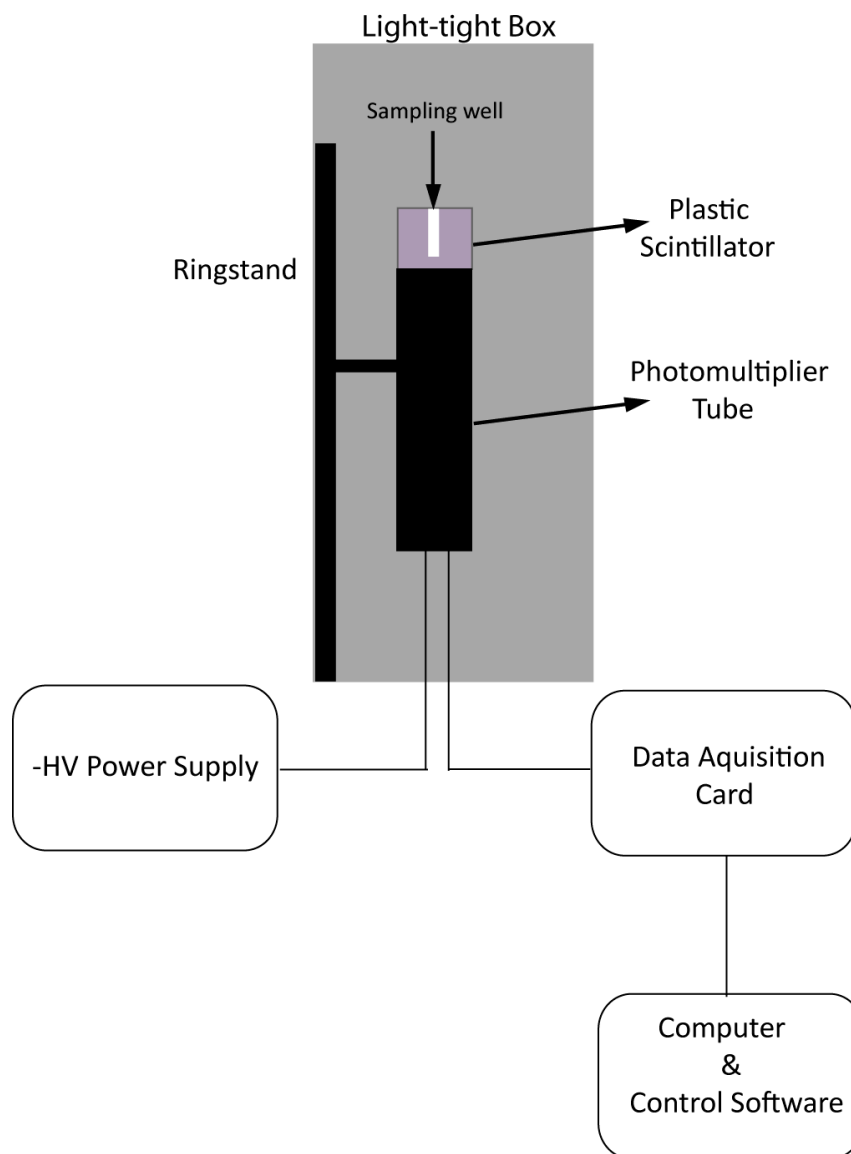 Light-tight Box
Sampling well
Plastic
Scintillator
Ringstand
Photomultiplier
Tube
-HV Power Supply
Data Aquisition
Card
Computer
&
Control Software